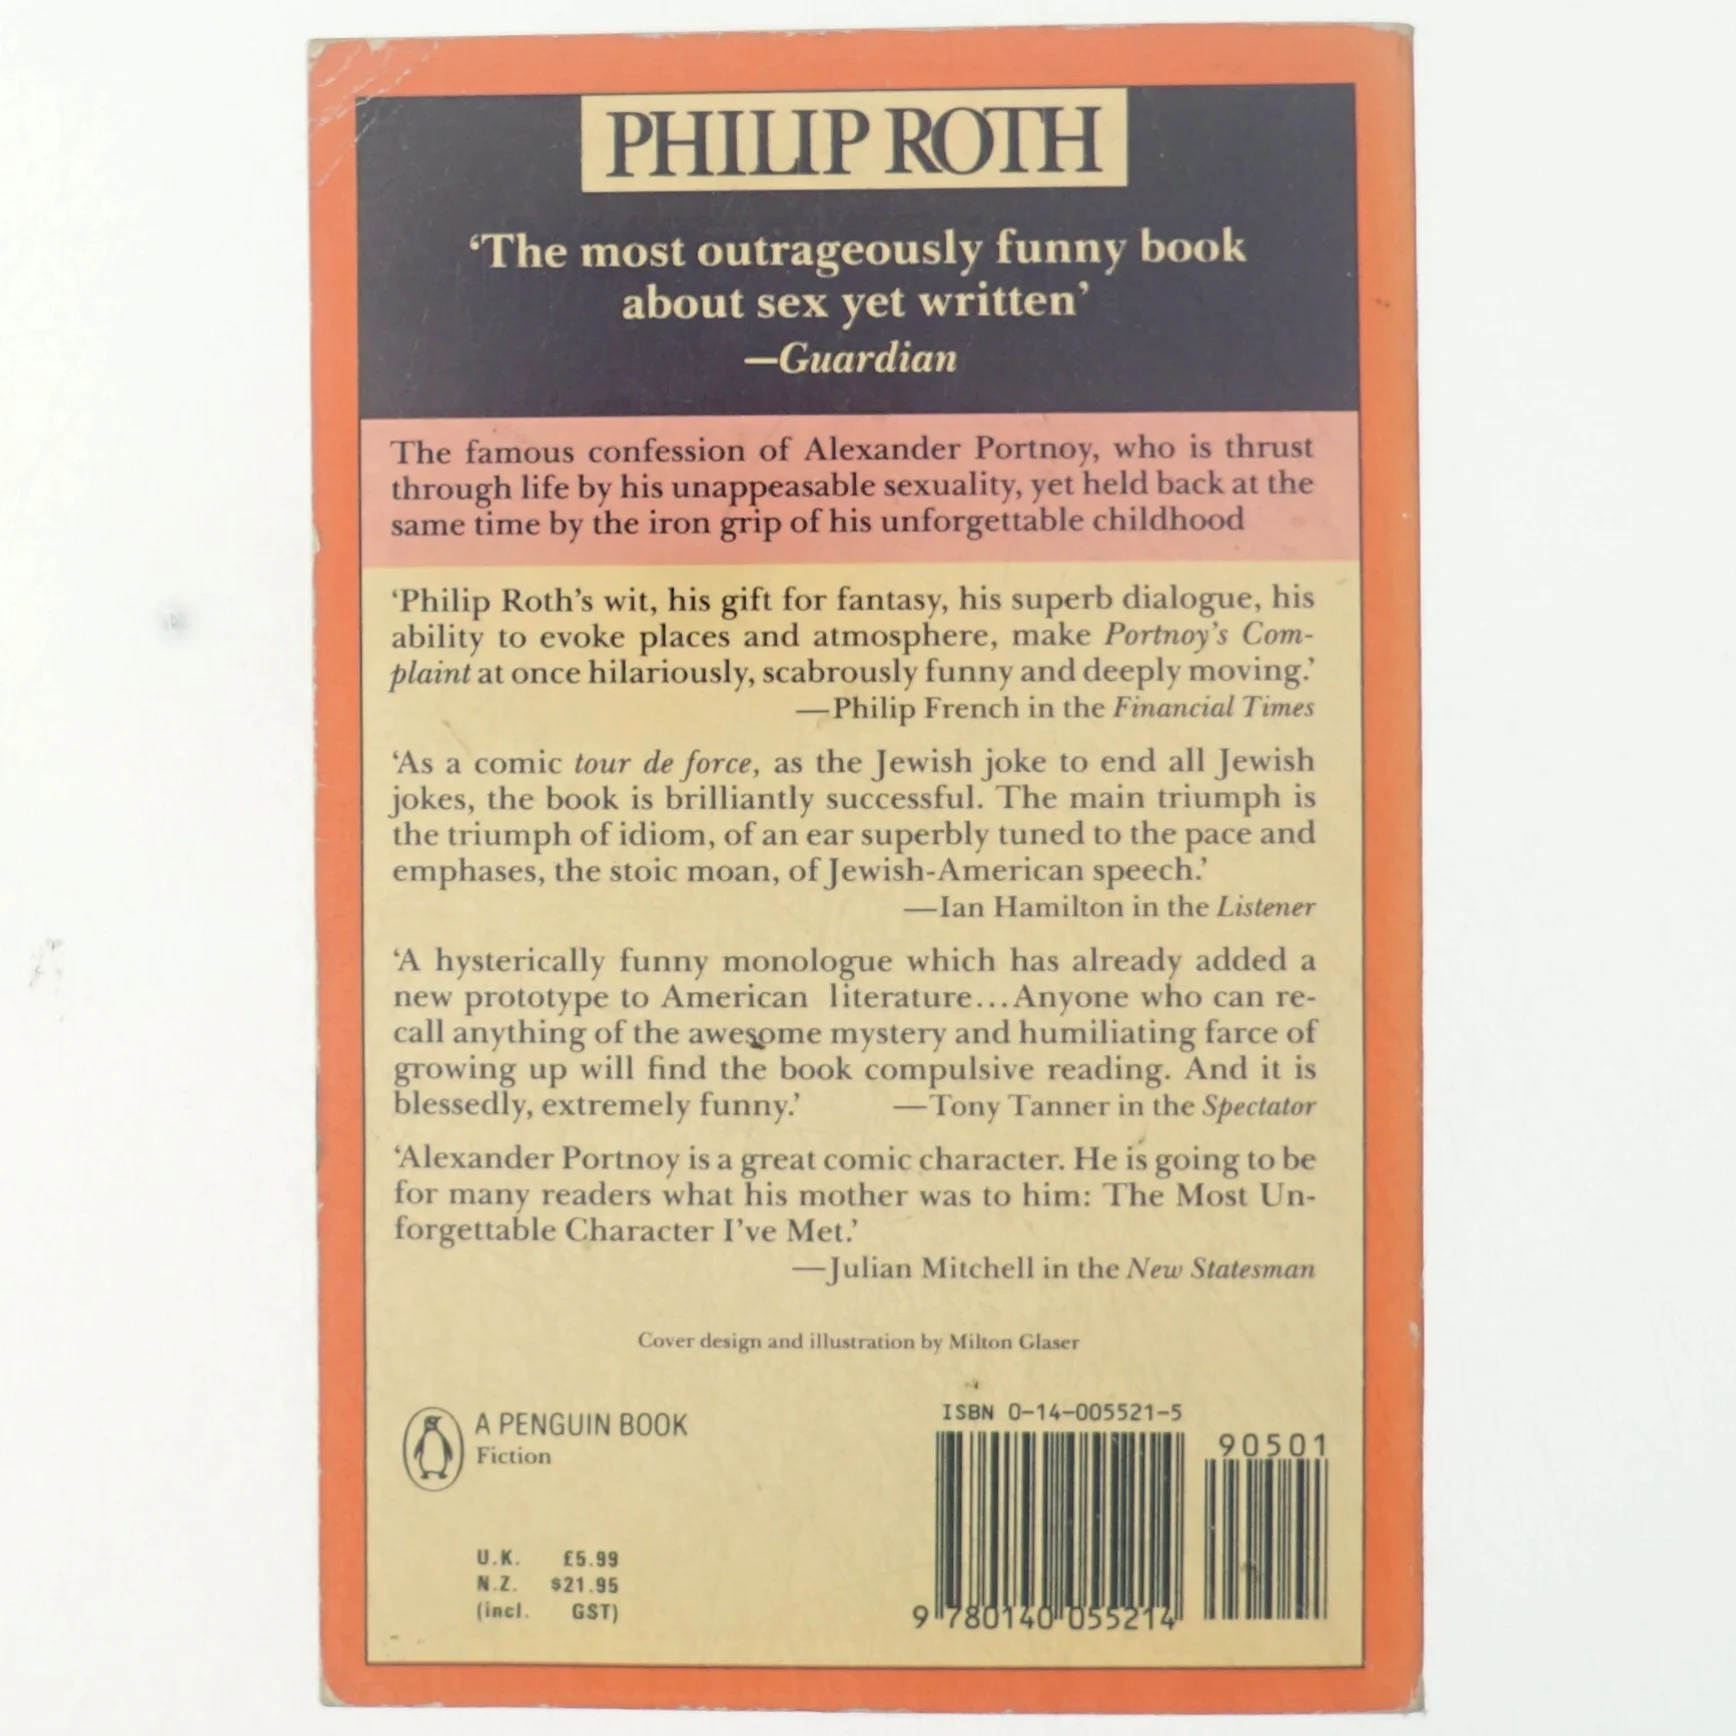 PHILIP ROTH
‘The most outrageously funny book
about sex yet written’
—Guardian
The famous confession of Alexander Portnoy, who is thrust
through life by his unappeasable sexuality, yet held back at the
same time by the iron grip of his unforgettable childhood
‘Philip Roth’s wit, his gift for fantasy, his superb dialogue, his
ability to evoke places and atmosphere, make Portnoy’s Com-
plaint at once hilariously, scabrously funny and deeply moving.’
—Philip French in the Financial Times
‘As a comic tour de force, as the Jewish joke to end all Jewish
jokes, the book is brilliantly successful. The main triumph is
the triumph of idiom, of an ear superbly tuned to the pace and
emphases, the stoic moan, of Jewish-American speech.’
—Ian Hamilton in the Listener
‘A hysterically funny monologue which has already added a
new prototype to American literature...Anyone who can re-
call anything of the awesome mystery and humiliating farce of
growing up will find the book compulsive reading. And it is
blessedly, extremely funny.’ —Tony Tanner in the Spectator
‘Alexander Portnoy is a great comic character. He is going to be
for many readers what his mother was to him: The Most Un-
forgettable Character I’ve Met.’
—Julian Mitchell in the New Statesman
Cover design and illustration by Milton Glaser
A PENGUIN BOOK
Fiction
ISBN 0-14-005521-5
90501
U.K. £5.99
N.Z. $21.95
(incl. GST)
9 780140 055214